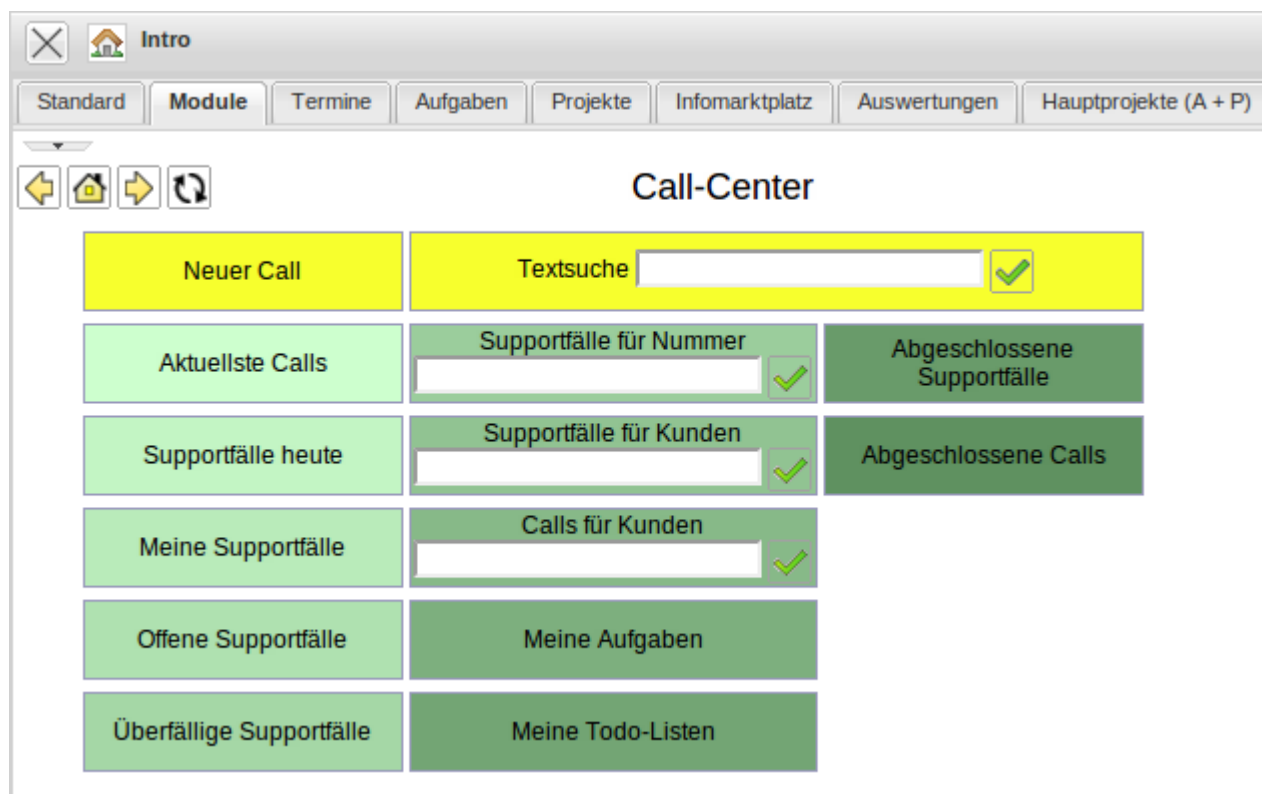 Intro
Standard
Module
Termine
Aufgaben
Projekte
Infomarktplatz
Auswertungen
Hauptprojekte (A + P)
Call-Center
Neuer Call
Textsuche
Aktuellste Calls
Supportfälle für Nummer
Abgeschlossene
Supportfälle
Supportfälle heute
Supportfälle für Kunden
Abgeschlossene Calls
Meine Supportfälle
Calls für Kunden
Offene Supportfälle
Meine Aufgaben
Überfällige Supportfälle
Meine Todo-Listen